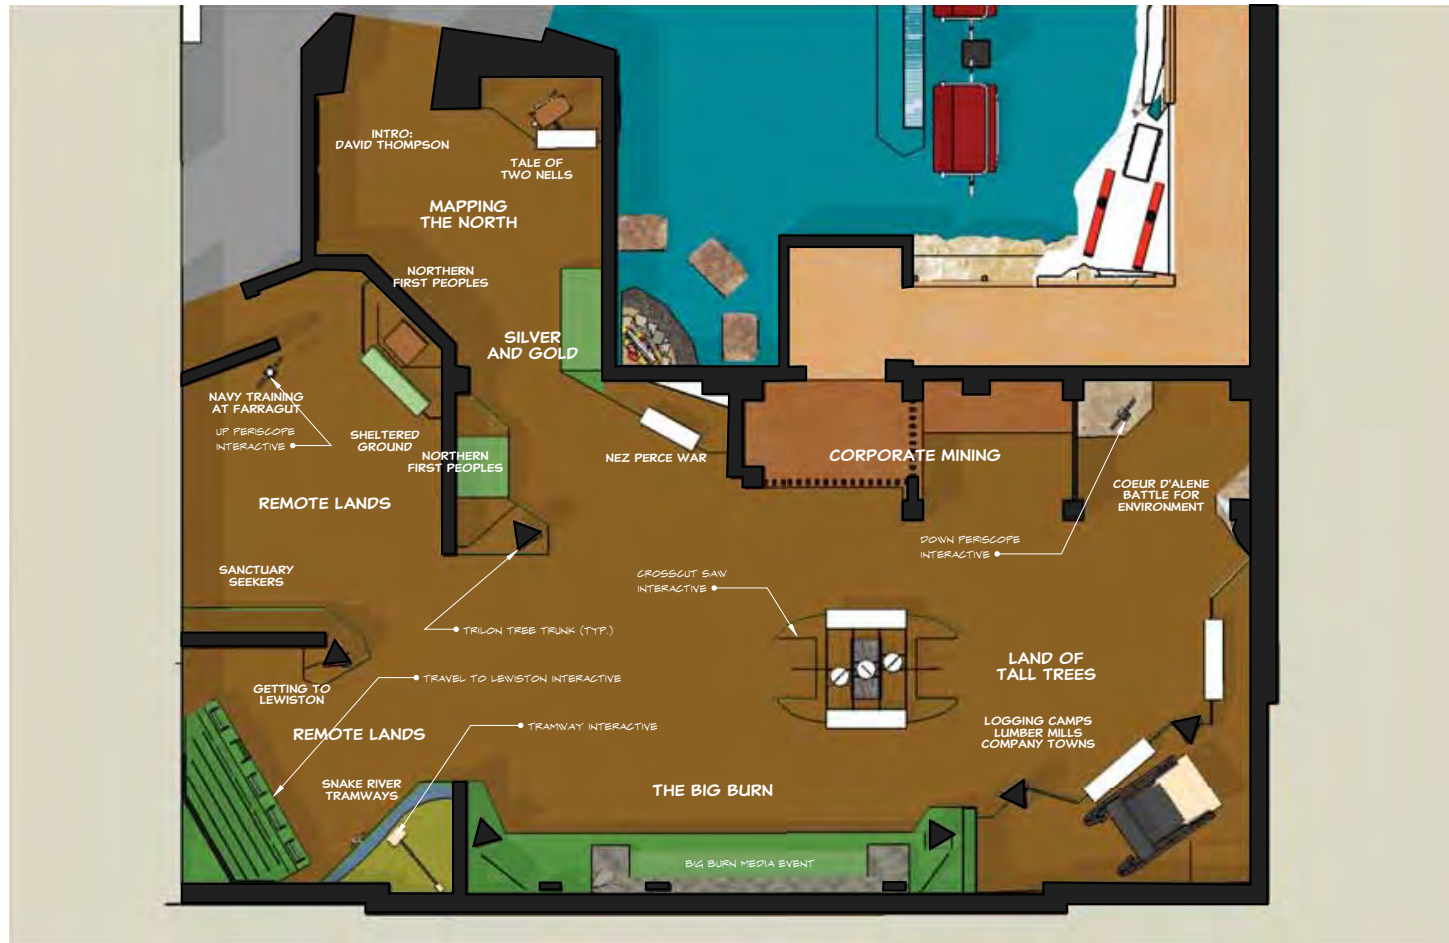 INTRO:
DAVID THOMPSON
TALE OF
TWO NELLS
MAPPING
THE NORTH
NORTHERN
FIRST PEOPLES
SILVER
AND GOLD
NAVY TRAINING
AT FARRAGUT
UP PERISCOPE
INTERACTIVE
SHELTERED
GROUND
NORTHERN
FIRST PEOPLES
NEZ PERCE WAR
CORPORATE MINING
COEUR D'ALENE
BATTLE FOR
ENVIRONMENT
REMOTE LANDS
DOWN PERISCOPE
INTERACTIVE
SANCTUARY
SEEKERS
CROSSCUT SAW
INTERACTIVE
TRILON TREE TRUNK (TYP.)
LAND OF
TALL TREES
GETTING TO
LEWISTON
TRAVEL TO LEWISTON INTERACTIVE
REMOTE LANDS
TRAMWAY INTERACTIVE
LOGGING CAMPS
LUMBER MILLS
COMPANY TOWNS
SNAKE RIVER
TRAMWAYS
THE BIG BURN
BIG BURN MEDIA EVENT